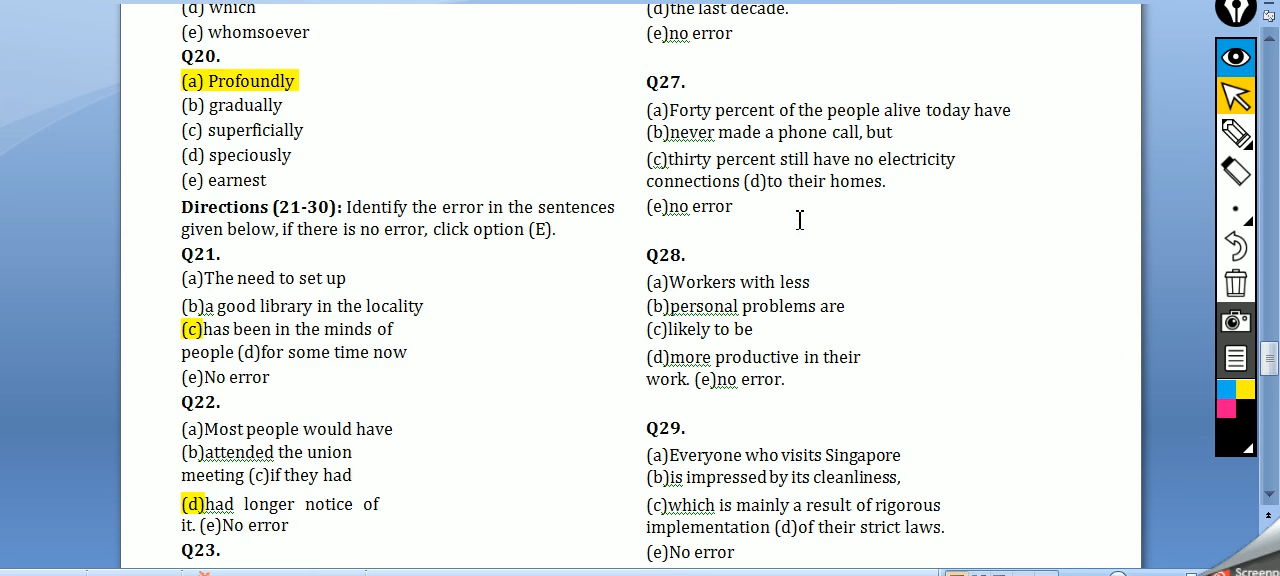 (d) which
(e) whomsoever
Q20.
(a) Profoundly
(b) gradually
(c) superficially
(d) speciously
(e) earnest
Directions (21-30): Identify the error in the sentences
given below, if there is no error, click option (E).
Q21.
(a)The need to set up
(b)a good library in the locality
(c)has been in the minds of
people (d)for some time now
(e)No error
Q22.
(a)Most people would have
(b)attended the union
meeting (c)if they had
(d)had longer notice of
it. (e)No error
Q23.
(d)the last decade.
(e)no error
Q27.
(a)Forty percent of the people alive today have
(b)never made a phone call, but
(c)thirty percent still have no electricity
connections (d)to their homes.
(e)no error
Q28.
(a)Workers with less
(b)personal problems are
(c)likely to be
(d)more productive in their
work. (e)no error.
Q29.
(a)Everyone who visits Singapore
(b)is impressed by its cleanliness,
(c)which is mainly a result of rigorous
implementation (d)of their strict laws.
(e)No error